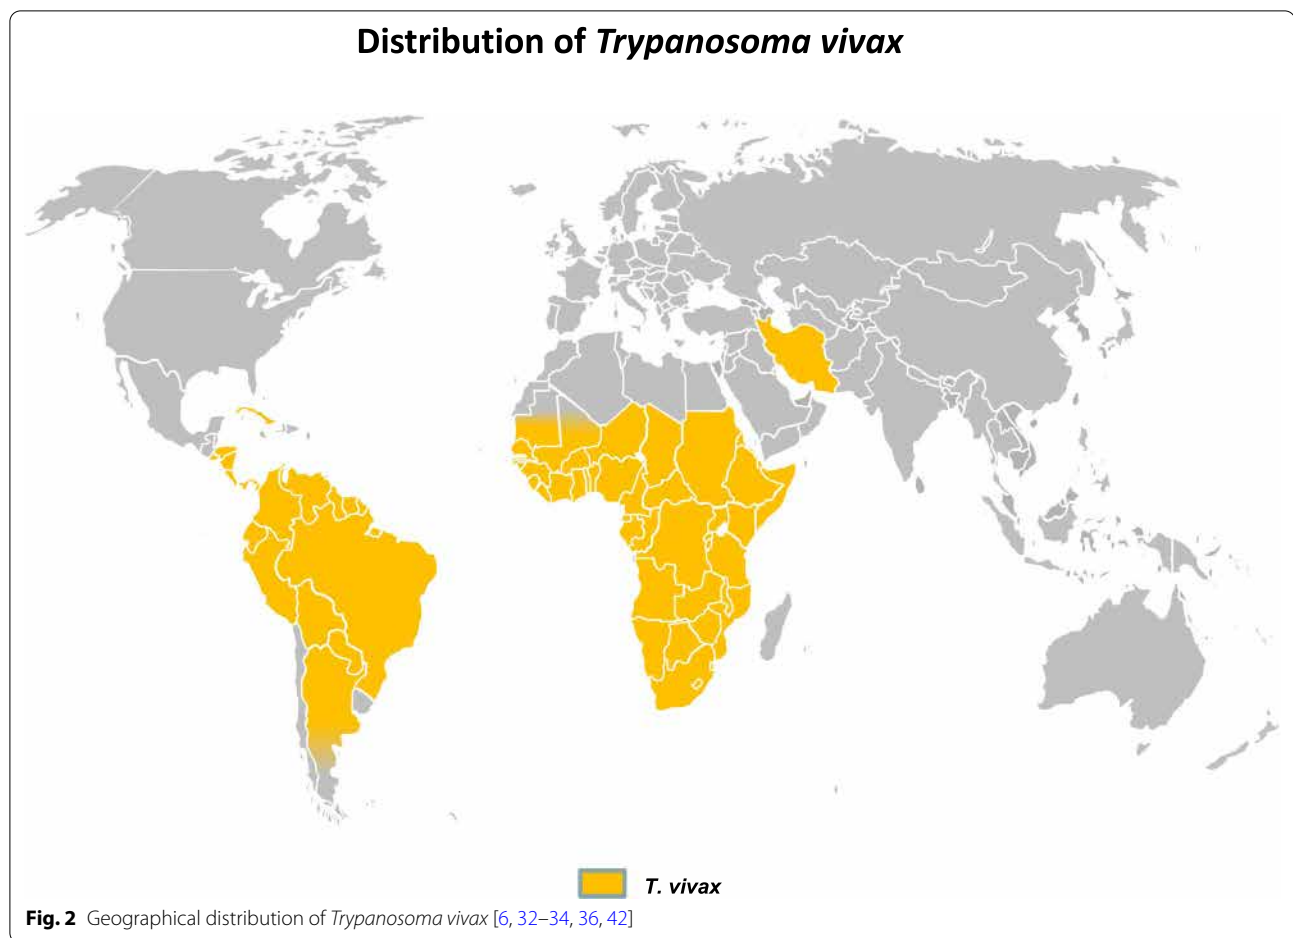 Distribution of Trypanosoma vivax
T. vivax
Fig. 2 Geographical distribution of Trypanosoma vivax [6, 32–34, 36, 42]